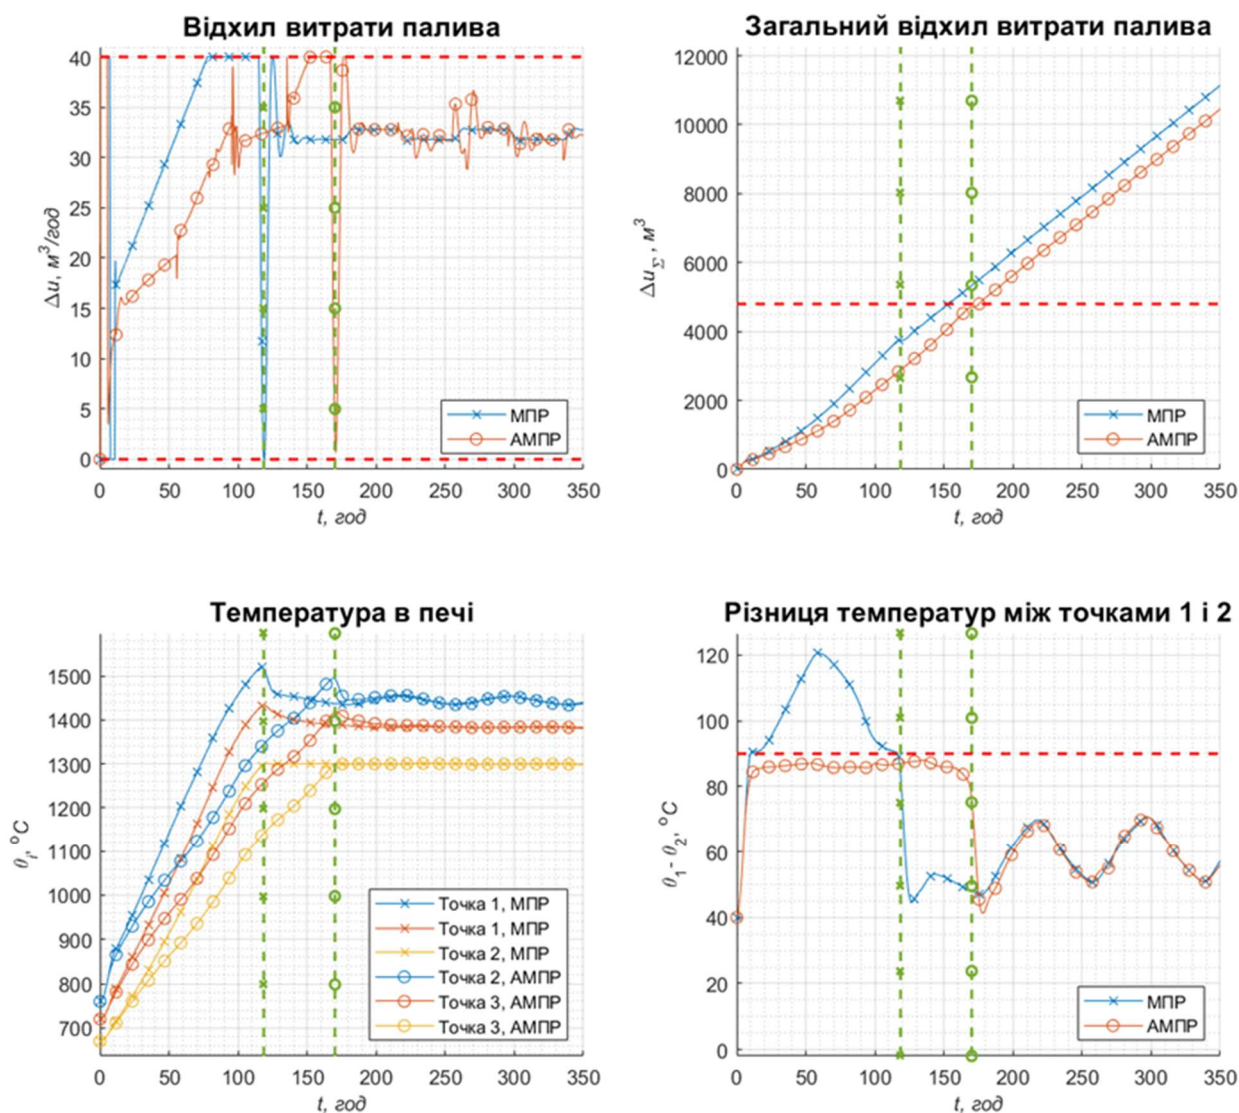 Відхил витрати палива
40
35
30
25
20
15
10
5
0
Δu, м³/год
МПР
АМПР
0 50 100 150 200 250 300 350
t, год
Загальний відхил витрати палива
12000
10000
8000
6000
4000
2000
0
Δu_Σ, м³
МПР
АМПР
0 50 100 150 200 250 300 350
t, год
Температура в печі
1500
1400
1300
1200
1100
1000
900
800
700
θ_i, °C
Точка 1, МПР
Точка 1, МПР
Точка 2, МПР
Точка 2, АМПР
Точка 3, АМПР
Точка 3, АМПР
0 50 100 150 200 250 300 350
t, год
Різниця температур між точками 1 і 2
120
100
80
60
40
20
0
θ₁- θ₂, °C
МПР
АМПР
0 50 100 150 200 250 300 350
t, год